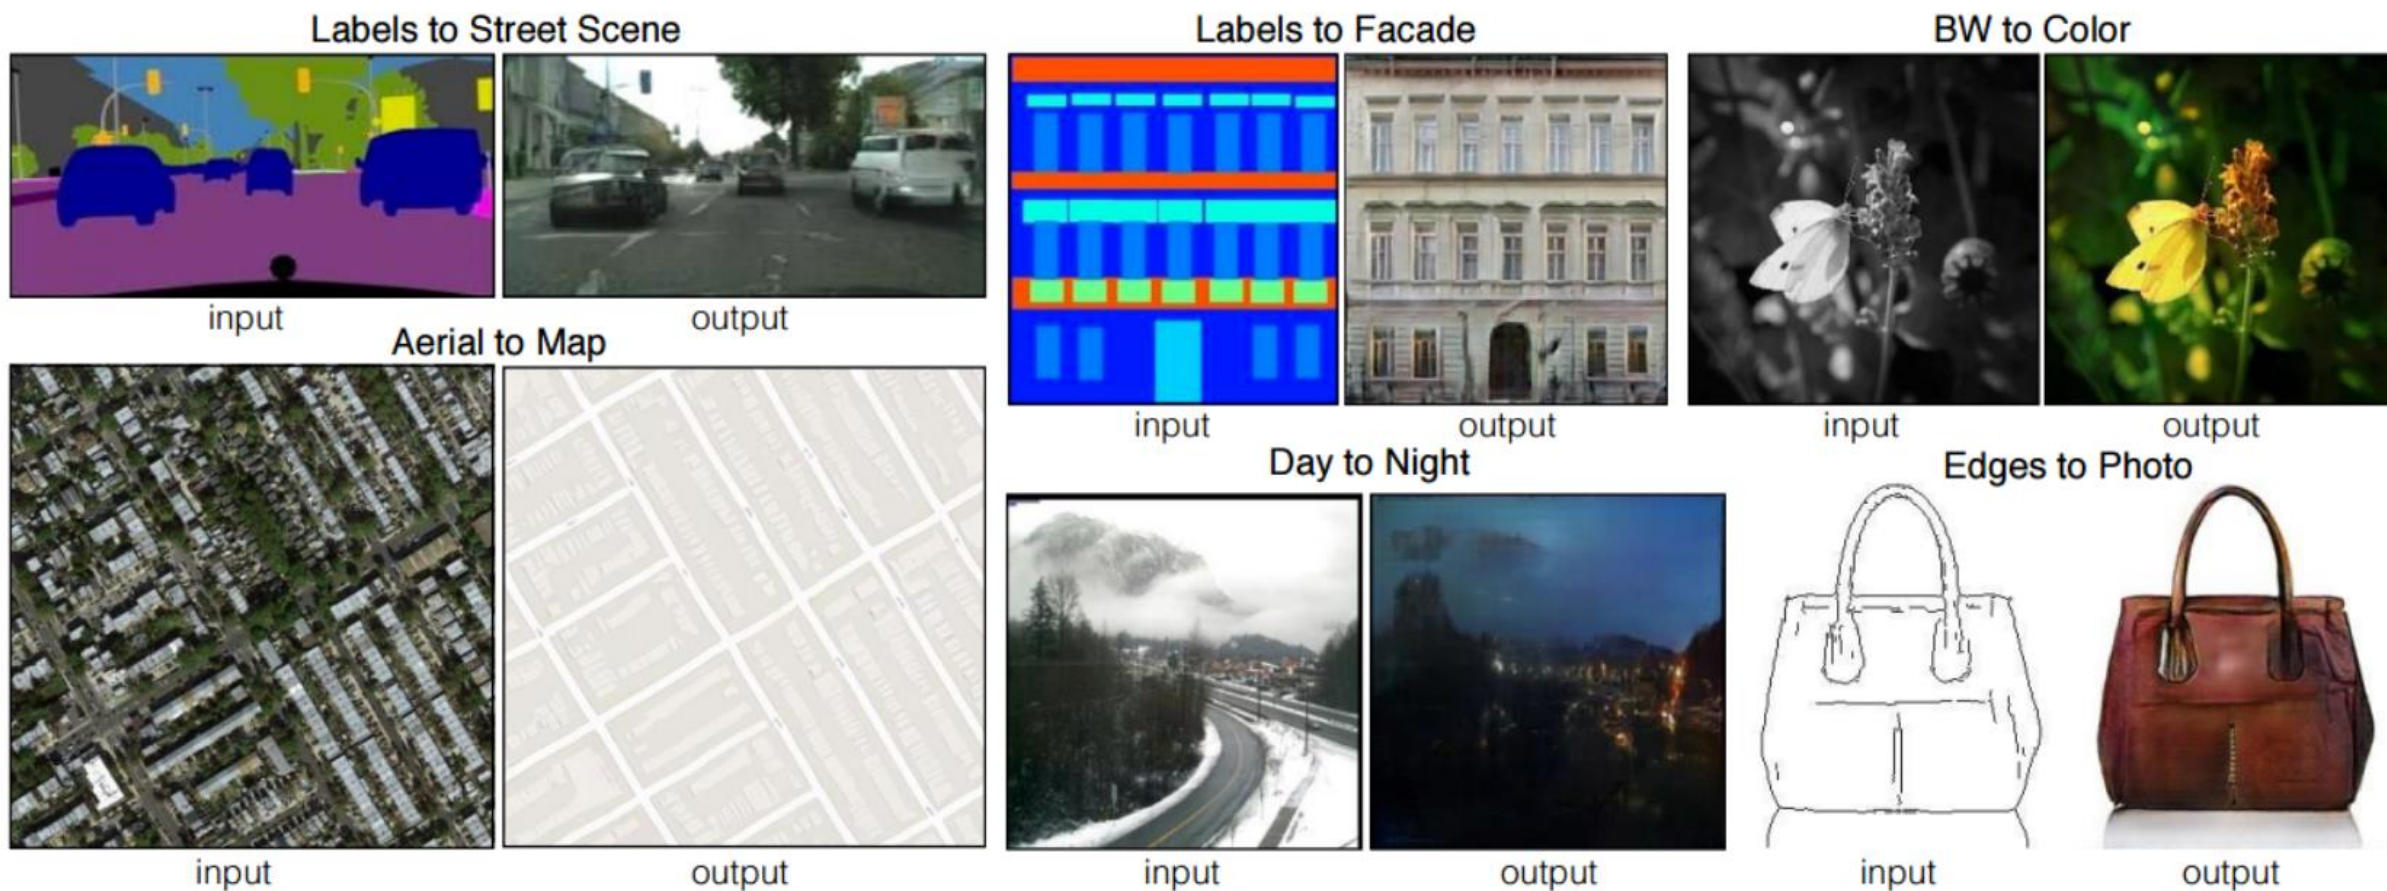 Labels to Street Scene
input
output
Aerial to Map
input
output
Labels to Facade
input
output
BW to Color
input
output
Day to Night
input
output
Edges to Photo
input
output